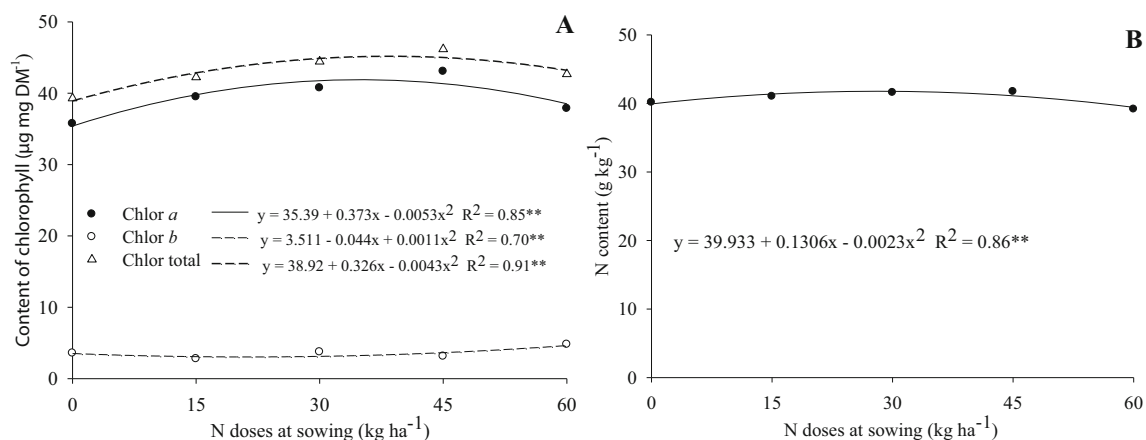 A
Content of chlorophyll (µg mg DM⁻¹)
50
40
30
20
10
0
Chlor a y = 35.39 + 0.373x - 0.0053x² R² = 0.85**
Chlor b y = 3.511 - 0.044x + 0.0011x² R² = 0.70**
Chlor total y = 38.92 + 0.326x - 0.0043x² R² = 0.91**
0 15 30 45 60
N doses at sowing (kg ha⁻¹)
B
N content (g kg⁻¹)
50
40
30
20
10
0
y = 39.933 + 0.1306x - 0.0023x² R² = 0.86**
0 15 30 45 60
N doses at sowing (kg ha⁻¹)